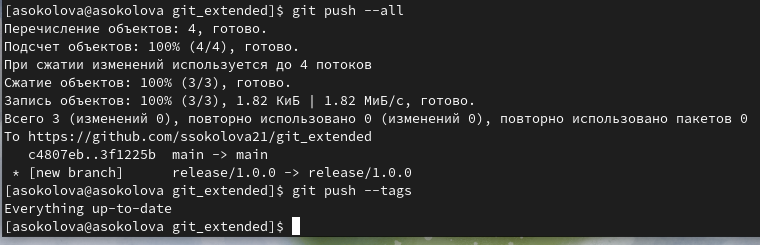 [asokolova@asokolova git_extended]$ git push --all
Перечисление объектов: 4, готово.
Подсчет объектов: 100% (4/4), готово.
При сжатии изменений используется до 4 потоков
Сжатие объектов: 100% (3/3), готово.
Запись объектов: 100% (3/3), 1.82 КиБ | 1.82 МиБ/с, готово.
Всего 3 (изменений 0), повторно использовано 0 (изменений 0), повторно использовано пакетов 0
To https://github.com/ssokolova21/git_extended
   c4807eb..3f1225b  main -> main
 * [new branch]      release/1.0.0 -> release/1.0.0
[asokolova@asokolova git_extended]$ git push --tags
Everything up-to-date
[asokolova@asokolova git_extended]$